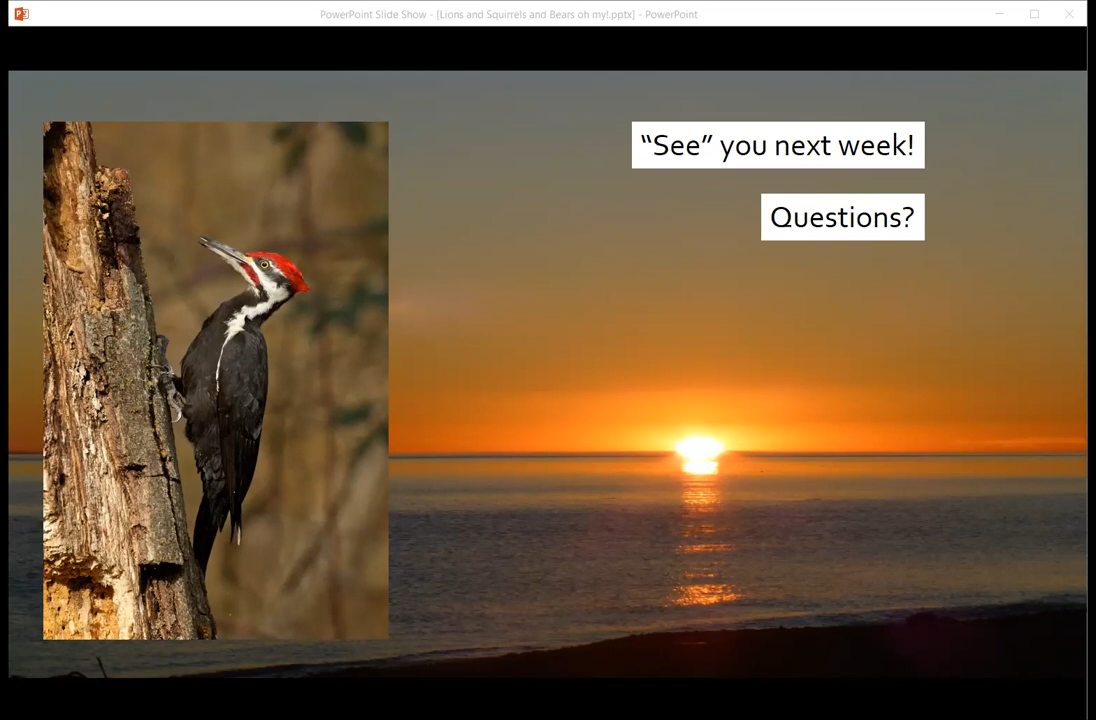 PowerPoint Slide Show - [Lions and Squirrels and Bears oh my!.pptx] - PowerPoint
“See” you next week!
Questions?